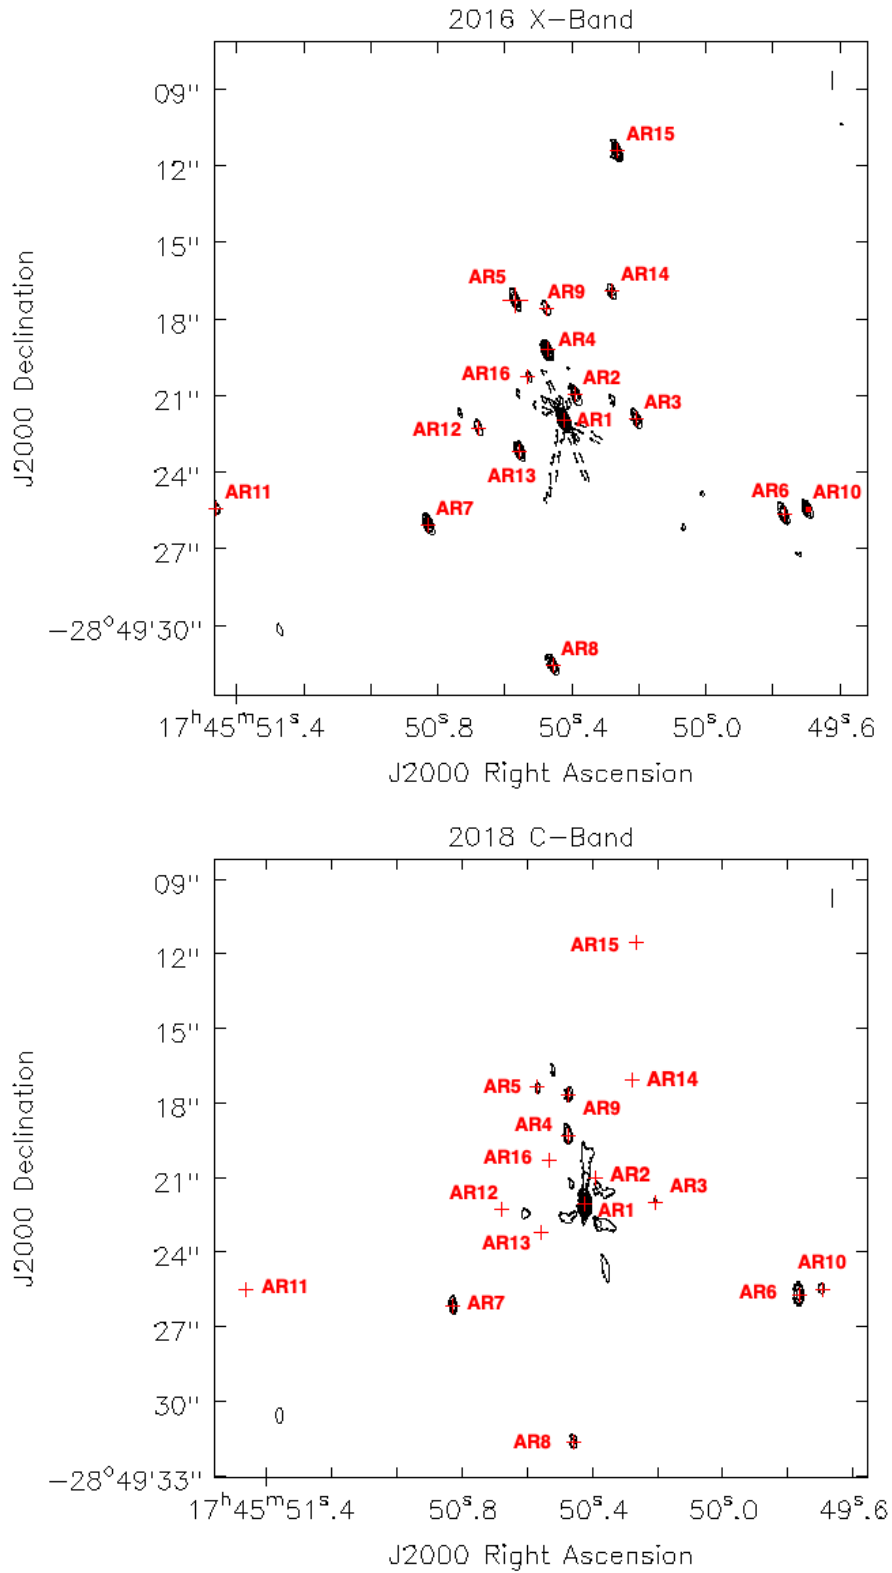 2016 X-Band
09"
12"
15"
18"
21"
24"
27"
-28°49'30"
I
AR15
AR5
AR9
AR14
AR4
AR16
AR2
AR3
AR12
AR1
AR13
AR11
AR7
AR6
AR10
AR8
J2000 Declination
17ʰ45ᵐ51ˢ.4
50ˢ.8
50ˢ.4
50ˢ.0
49ˢ.6
J2000 Right Ascension
2018 C-Band
09"
12"
15"
18"
21"
24"
27"
30"
-28°49'33"
I
AR15
AR5
AR14
AR9
AR4
AR16
AR2
AR12
AR3
AR1
AR13
AR11
AR10
AR7
AR6
AR8
J2000 Declination
17ʰ45ᵐ51ˢ.4
50ˢ.8
50ˢ.4
50ˢ.0
49ˢ.6
J2000 Right Ascension